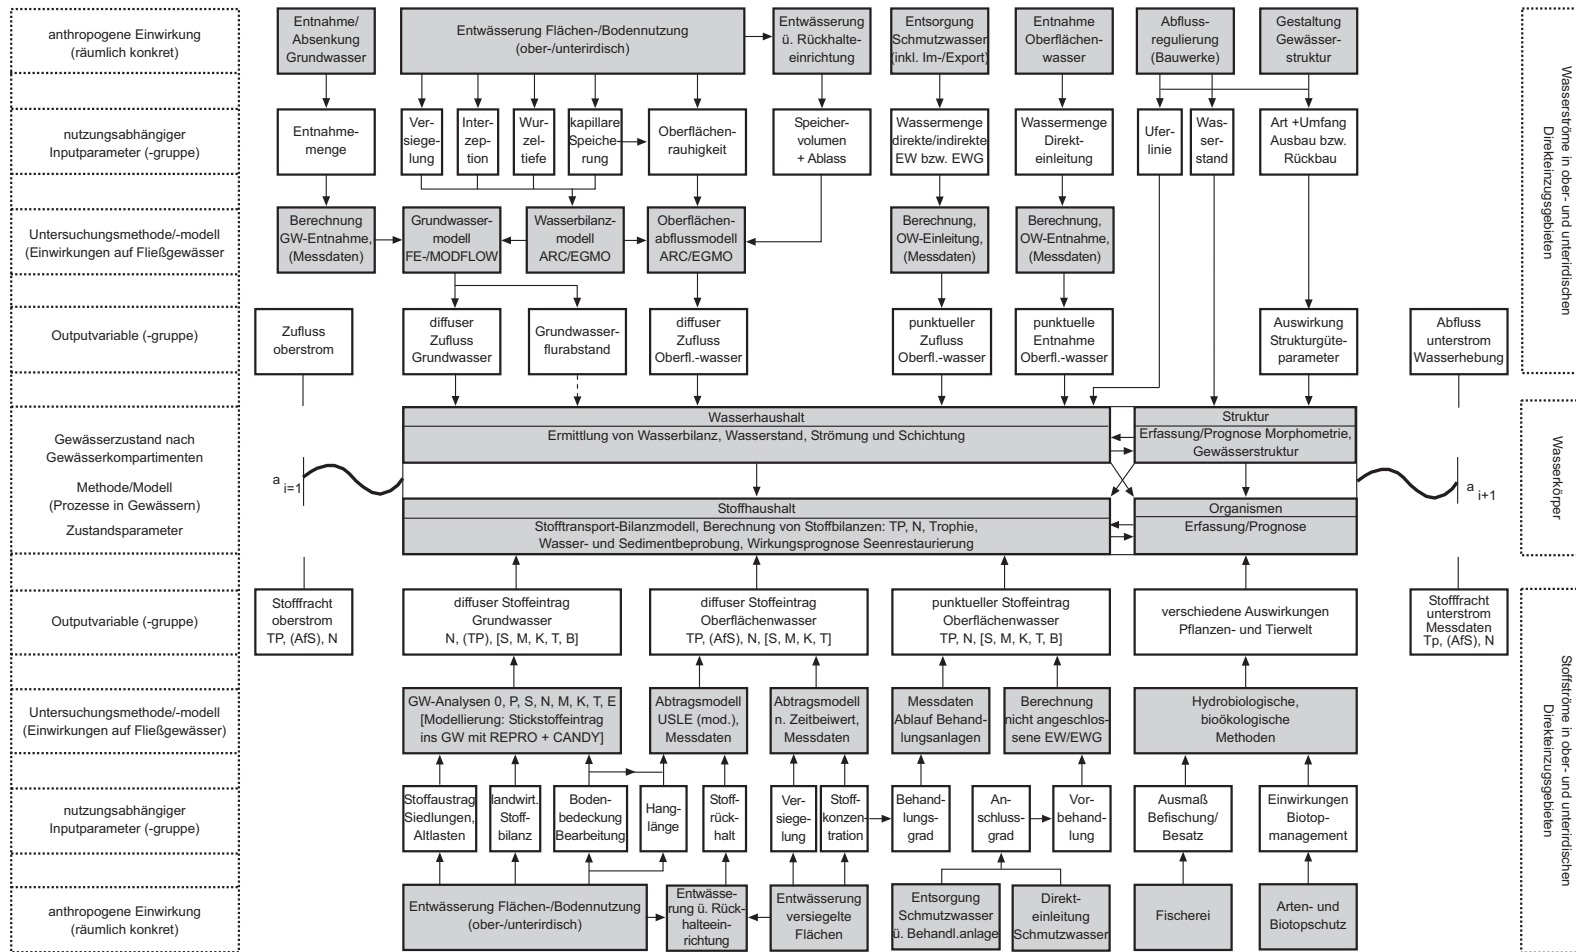 anthropogene Einwirkung
(räumlich konkret)
Entnahme/
Absenkung
Grundwasser
Entwässerung Flächen-/Bodennutzung
(ober-/unterirdisch)
Entwässerung
ü. Rückhalte-
einrichtung
Entsorgung
Schmutzwasser
(inkl. Im-/Export)
Entnahme
Oberflächen-
wasser
Abfluss-
regulierung
(Bauwerke)
Gestaltung
Gewässer-
struktur
nutzungsabhängiger
Inputparameter (-gruppe)
Entnahme-
menge
Ver-
siege-
lung
Inter-
zep-
tion
Wur-
zel-
tiefe
kapillare
Speiche-
rung
Oberflächen-
rauhigkeit
Speicher-
volumen
+ Ablass
Wassermenge
direkte/indirekte
EW bzw. EWG
Wassermenge
Direkt-
einleitung
Ufer-
linie
Was-
ser-
stand
Art +Umfang
Ausbau bzw.
Rückbau
Untersuchungsmethode/-modell
(Einwirkungen auf Fließgewässer
Berechnung
GW-Entnahme,
(Messdaten)
Grundwasser-
modell
FE-/MODFLOW
Wasserbilanz-
modell
ARC/EGMO
Oberflächen-
abflussmodell
ARC/EGMO
Berechnung,
OW-Einleitung,
(Messdaten)
Berechnung,
OW-Entnahme,
(Messdaten)
Outputvariable (-gruppe)
Zufluss
oberstrom
diffuser
Zufluss
Grundwasser
Grundwasser-
flurabstand
diffuser
Zufluss
Oberfl.-wasser
punktueller
Zufluss
Oberfl.-wasser
punktuelle
Entnahme
Oberfl.-wasser
Auswirkung
Strukturgüte-
parameter
Abfluss
unterstrom
Wasserhebung
Wasserströme in ober- und unterirdischen
Direkteinzugsgebieten
Gewässerzustand nach
Gewässerkompartimenten
Methode/Modell
(Prozesse in Gewässern)
Zustandsparameter
a i=1
Wasserhaushalt
Ermittlung von Wasserbilanz, Wasserstand, Strömung und Schichtung
Struktur
Erfassung/Prognose Morphometrie,
Gewässerstruktur
Stoffhaushalt
Stofftransport-Bilanzmodell, Berechnung von Stoffbilanzen: TP, N, Trophie,
Wasser- und Sedimentbeprobung, Wirkungsprognose Seenrestaurierung
Organismen
Erfassung/Prognose
a i+1
Wasserkörper
Outputvariable (-gruppe)
Stofffracht
oberstrom
TP, (AfS), N
diffuser Stoffeintrag
Grundwasser
N, (TP), [S, M, K, T, B]
diffuser Stoffeintrag
Oberflächenwasser
TP, (AfS), N, [S, M, K, T]
punktueller Stoffeintrag
Oberflächenwasser
TP, N, [S, M, K, T, B]
verschiedene Auswirkungen
Pflanzen- und Tierwelt
Stofffracht
unterstrom
Messdaten
Tp, (AfS), N
Untersuchungsmethode/-modell
(Einwirkungen auf Fließgewässer)
GW-Analysen 0, P, S, N, M, K, T, E
[Modellierung: Stickstoffeintrag
ins GW mit REPRO + CANDY]
Abtragsmodell
USLE (mod.),
Messdaten
Abtragsmodell
n. Zeitbeiwert,
Messdaten
Messdaten
Ablauf Behand-
lungsanlagen
Berechnung
nicht angeschlos-
sene EW/EWG
Hydrobiologische,
bioökologische
Methoden
nutzungsabhängiger
Inputparameter (-gruppe)
Stoffaustrag
Siedlungen,
Altlasten
landwirt.
Stoff-
bilanz
Boden-
bedeckung
Bearbeitung
Hang-
länge
Stoff-
rück-
halt
Ver-
siege-
lung
Stoff-
konzen-
tration
Behand-
lungs-
grad
An-
schluss-
grad
Vor-
behand-
lung
Ausmaß
Befischung/
Besatz
Einwirkungen
Biotop-
management
anthropogene Einwirkung
(räumlich konkret)
Entwässerung Flächen-/Bodennutzung
(ober-/unterirdisch)
Entwässe-
rung ü. Rück-
halteein-
richtung
Entwässerung
versiegelte
Flächen
Entsorgung
Schmutzwasser
ü. Behandl.anlage
Direkt-
einleitung
Schmutzwasser
Fischerei
Arten- und
Biotopschutz
Stoffströme in ober- und unterirdischen
Direkteinzugsgebieten